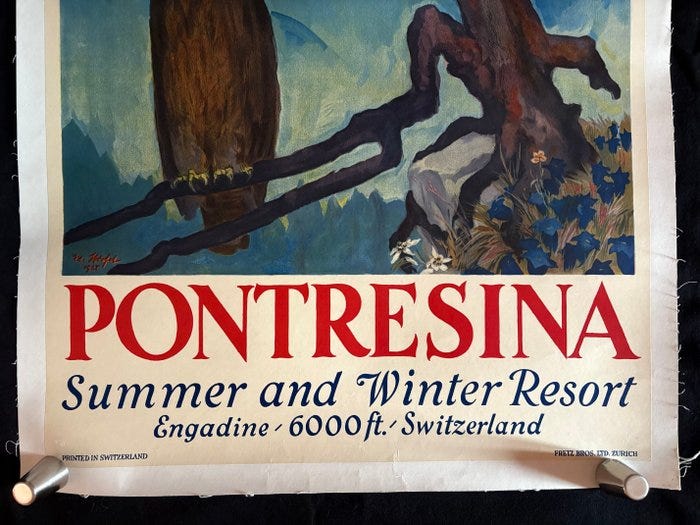 PONTRESINA
Summer and Winter Resort
Engadine - 6000 ft. - Switzerland
PRINTED IN SWITZERLAND
FRETZ BROS. LTD. ZURICH